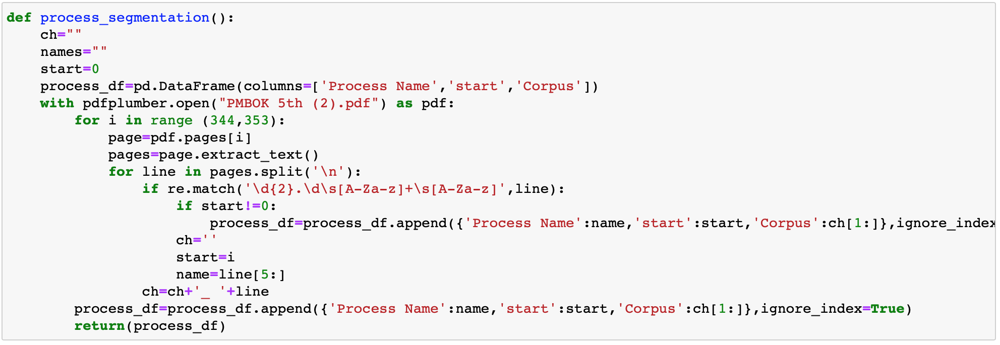 def process_segmentation():
    ch=""
    names=""
    start=0
    process_df=pd.DataFrame(columns=['Process Name','start','Corpus'])
    with pdfplumber.open("PMBOK 5th (2).pdf") as pdf:
        for i in range (344,353):
            page=pdf.pages[i]
            pages=page.extract_text()
            for line in pages.split('\n'):
                if re.match('\d{2}.\d\s[A-Za-z]+\s[A-Za-z]',line):
                    if start!=0:
                        process_df=process_df.append({'Process Name':name,'start':start,'Corpus':ch[1:]},ignore_index
                    ch=''
                    start=i
                    name=line[5:]
                ch=ch+'_ '+line
        process_df=process_df.append({'Process Name':name,'start':start,'Corpus':ch[1:]},ignore_index=True)
        return(process_df)